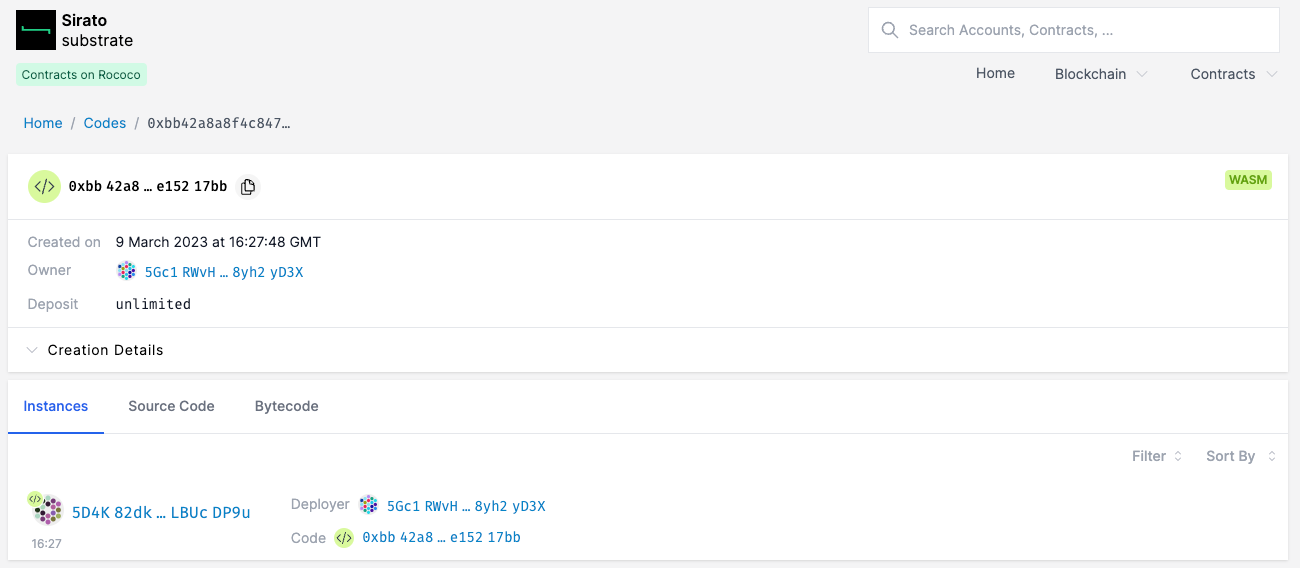 Sirato
substrate
Search Accounts, Contracts, ...
Contracts on Rococo
Home Blockchain Contracts
Home / Codes / 0xbb42a8a8f4c847…
</> 0xbb 42a8 … e152 17bb
WASM
Created on 9 March 2023 at 16:27:48 GMT
Owner 5Gc1 RWvH … 8yh2 yD3X
Deposit unlimited
Creation Details
Instances Source Code Bytecode
Filter Sort By
</> 5D4K 82dk … LBUc DP9u
16:27
Deployer 5Gc1 RWvH … 8yh2 yD3X
Code </> 0xbb 42a8 … e152 17bb